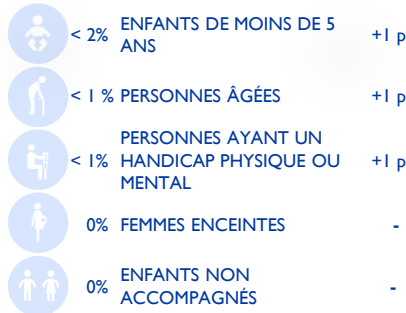 < 2% ENFANTS DE MOINS DE 5 ANS +1 p
< 1 % PERSONNES ÂGÉES +1 p
< 1% PERSONNES AYANT UN HANDICAP PHYSIQUE OU MENTAL +1 p
0% FEMMES ENCEINTES -
0% ENFANTS NON ACCOMPAGNÉS -